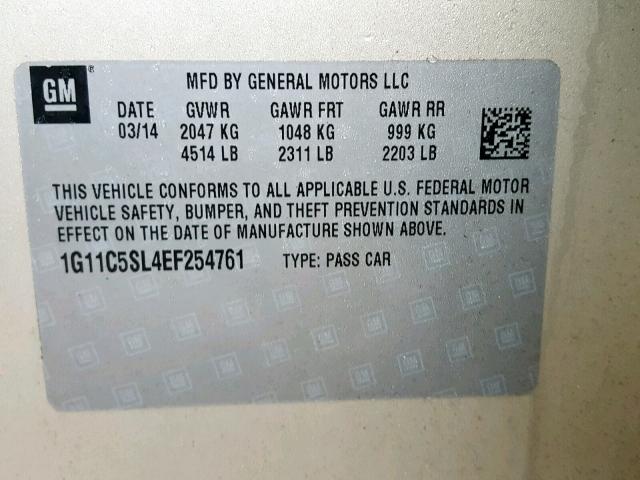 GM ® MFD BY GENERAL MOTORS LLC
DATE GVWR GAWR FRT GAWR RR
03/14 2047 KG 1048 KG 999 KG
4514 LB 2311 LB 2203 LB
THIS VEHICLE CONFORMS TO ALL APPLICABLE U.S. FEDERAL MOTOR
VEHICLE SAFETY, BUMPER, AND THEFT PREVENTION STANDARDS IN
EFFECT ON THE DATE OF MANUFACTURE SHOWN ABOVE.
1G11C5SL4EF254761 TYPE: PASS CAR